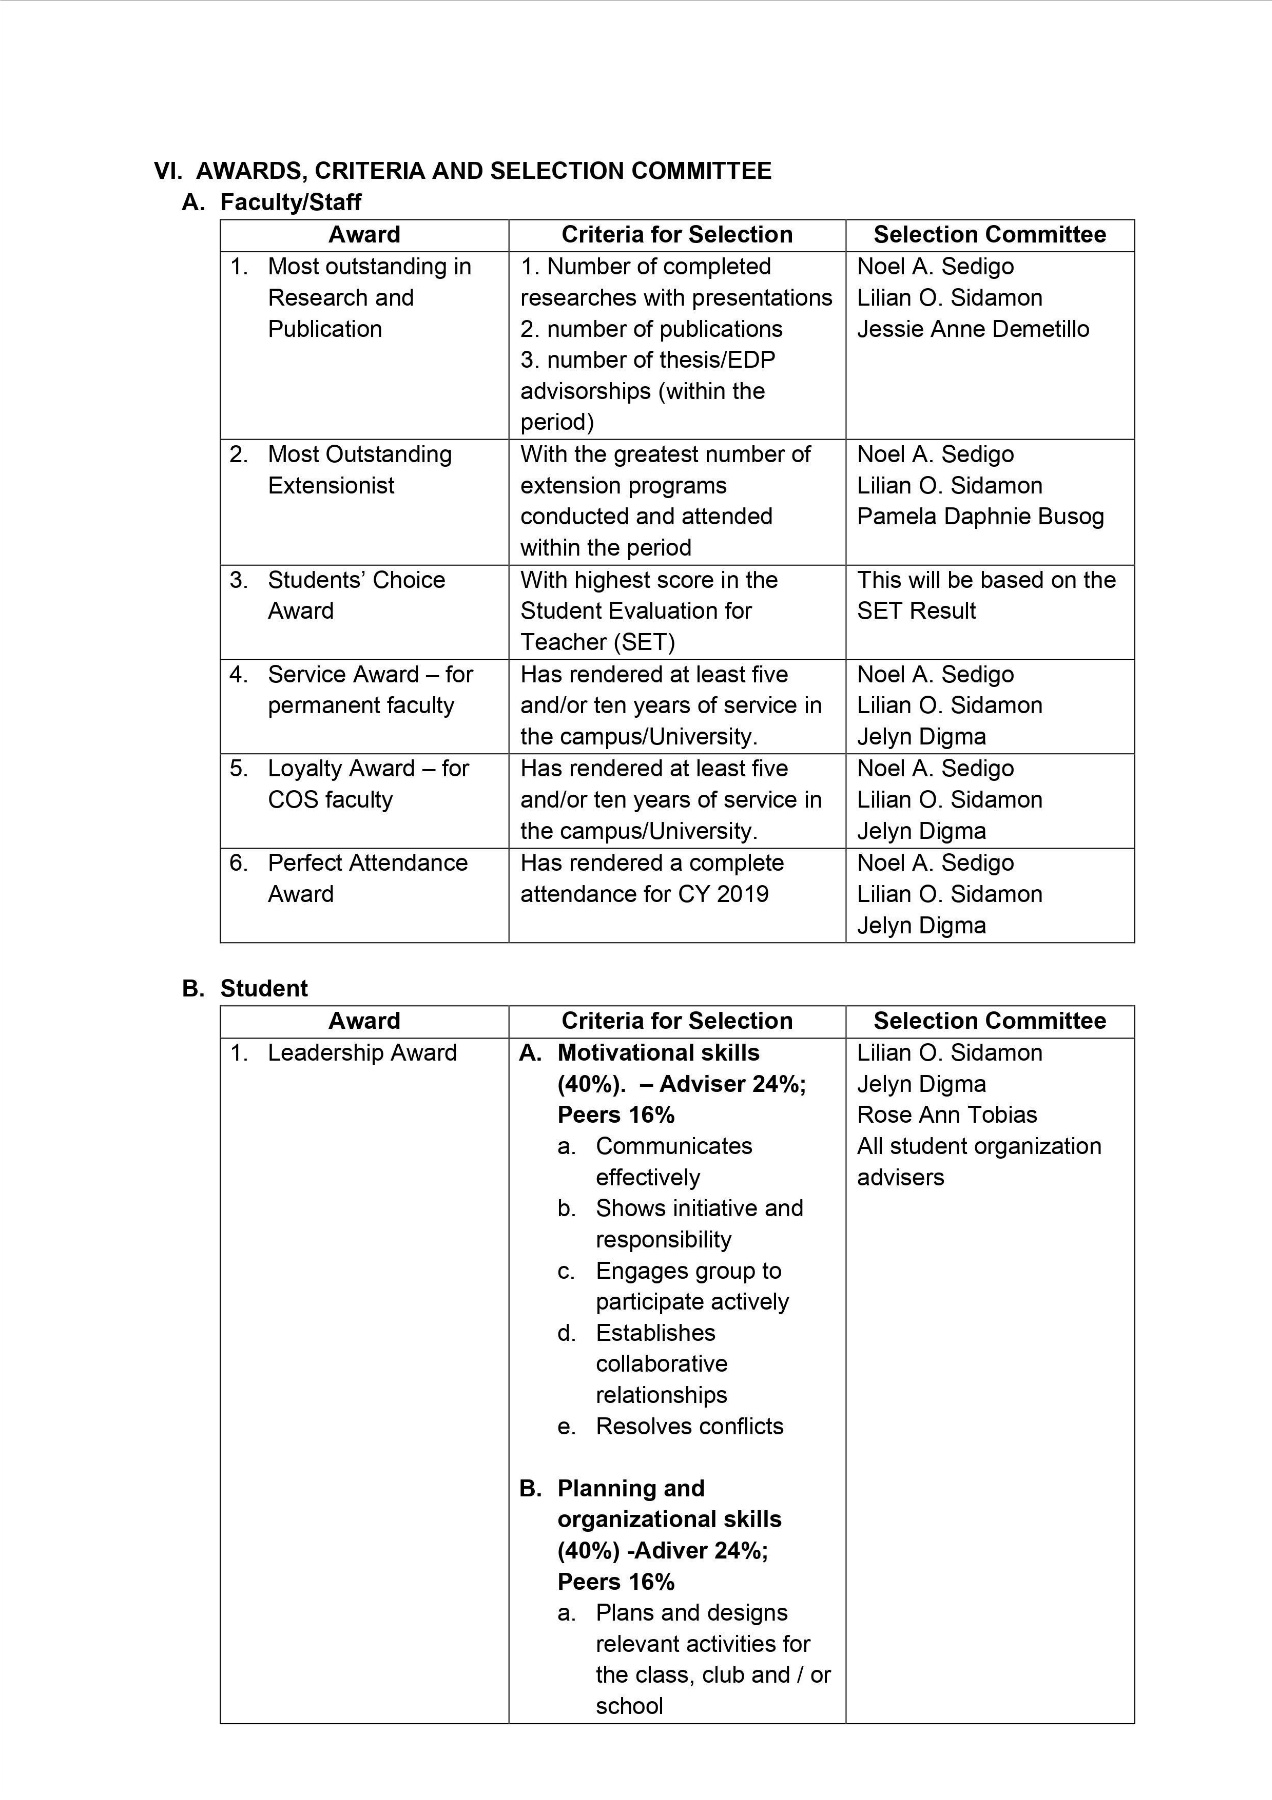 VI. AWARDS, CRITERIA AND SELECTION COMMITTEE
A. Faculty/Staff
Award
Criteria for Selection
Selection Committee
1. Most outstanding in
Research and
Publication
1. Number of completed
researches with presentations
2. number of publications
3. number of thesis/EDP
advisorships (within the
period)
Noel A. Sedigo
Lilian O. Sidamon
Jessie Anne Demetillo
2. Most Outstanding
Extensionist
With the greatest number of
extension programs
conducted and attended
within the period
Noel A. Sedigo
Lilian O. Sidamon
Pamela Daphnie Busog
3. Students’ Choice
Award
With highest score in the
Student Evaluation for
Teacher (SET)
This will be based on the
SET Result
4. Service Award – for
permanent faculty
Has rendered at least five
and/or ten years of service in
the campus/University.
Noel A. Sedigo
Lilian O. Sidamon
Jelyn Digma
5. Loyalty Award – for
COS faculty
Has rendered at least five
and/or ten years of service in
the campus/University.
Noel A. Sedigo
Lilian O. Sidamon
Jelyn Digma
6. Perfect Attendance
Award
Has rendered a complete
attendance for CY 2019
Noel A. Sedigo
Lilian O. Sidamon
Jelyn Digma
B. Student
Award
Criteria for Selection
Selection Committee
1. Leadership Award
A. Motivational skills
(40%). – Adviser 24%;
Peers 16%
a. Communicates
effectively
b. Shows initiative and
responsibility
c. Engages group to
participate actively
d. Establishes
collaborative
relationships
e. Resolves conflicts
B. Planning and
organizational skills
(40%) -Adiver 24%;
Peers 16%
a. Plans and designs
relevant activities for
the class, club and / or
school
Lilian O. Sidamon
Jelyn Digma
Rose Ann Tobias
All student organization
advisers